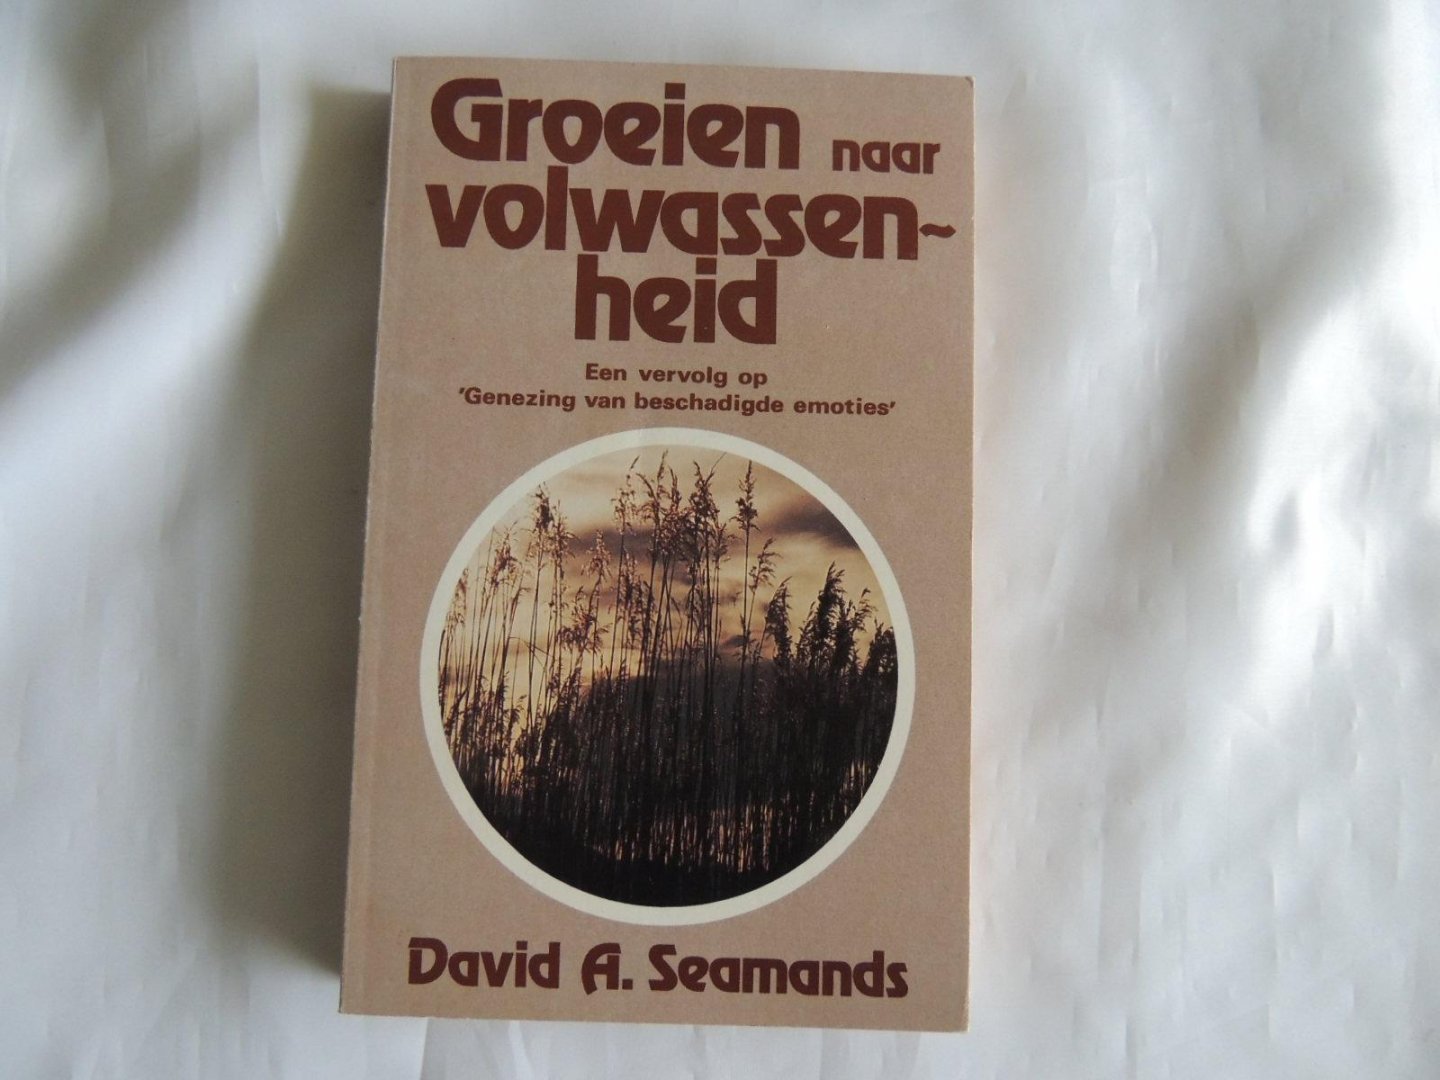 Groeien naar
volwassen-
heid
Een vervolg op
'Genezing van beschadigde emoties'
David A. Seamands